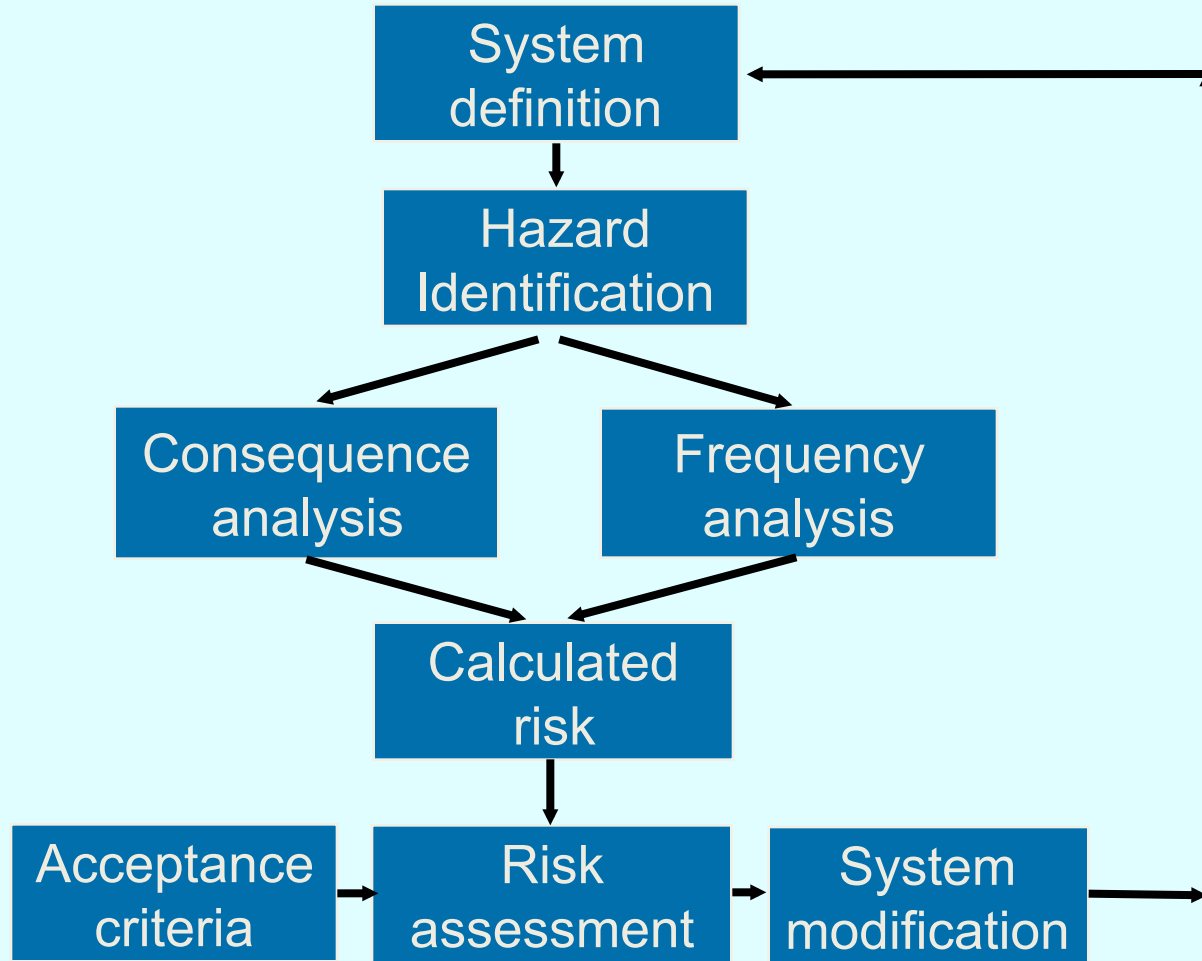 System
definition
Hazard
Identification
Consequence
analysis
Frequency
analysis
Calculated
risk
Acceptance
criteria
Risk
assessment
System
modification